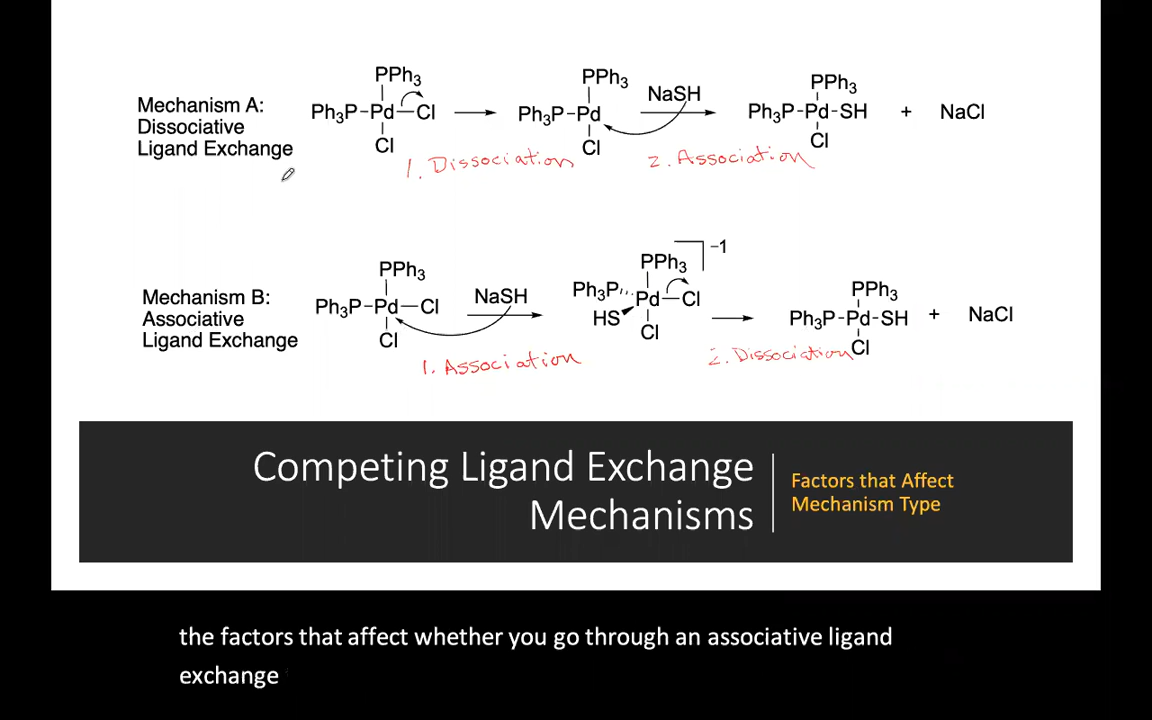 Mechanism A:
Dissociative
Ligand Exchange
PPh3
Ph3P-Pd-Cl
Cl
PPh3
Ph3P-Pd
Cl
NaSH
PPh3
Ph3P-Pd-SH
Cl
+
NaCl
1. Dissociation
2. Association
Mechanism B:
Associative
Ligand Exchange
PPh3
Ph3P-Pd-Cl
Cl
NaSH
PPh3
Ph3P Pd-Cl
HS
Cl
-1
PPh3
Ph3P-Pd-SH
Cl
+
NaCl
1. Association
2. Dissociation
Competing Ligand Exchange
Mechanisms
Factors that Affect
Mechanism Type
the factors that affect whether you go through an associative ligand
exchange